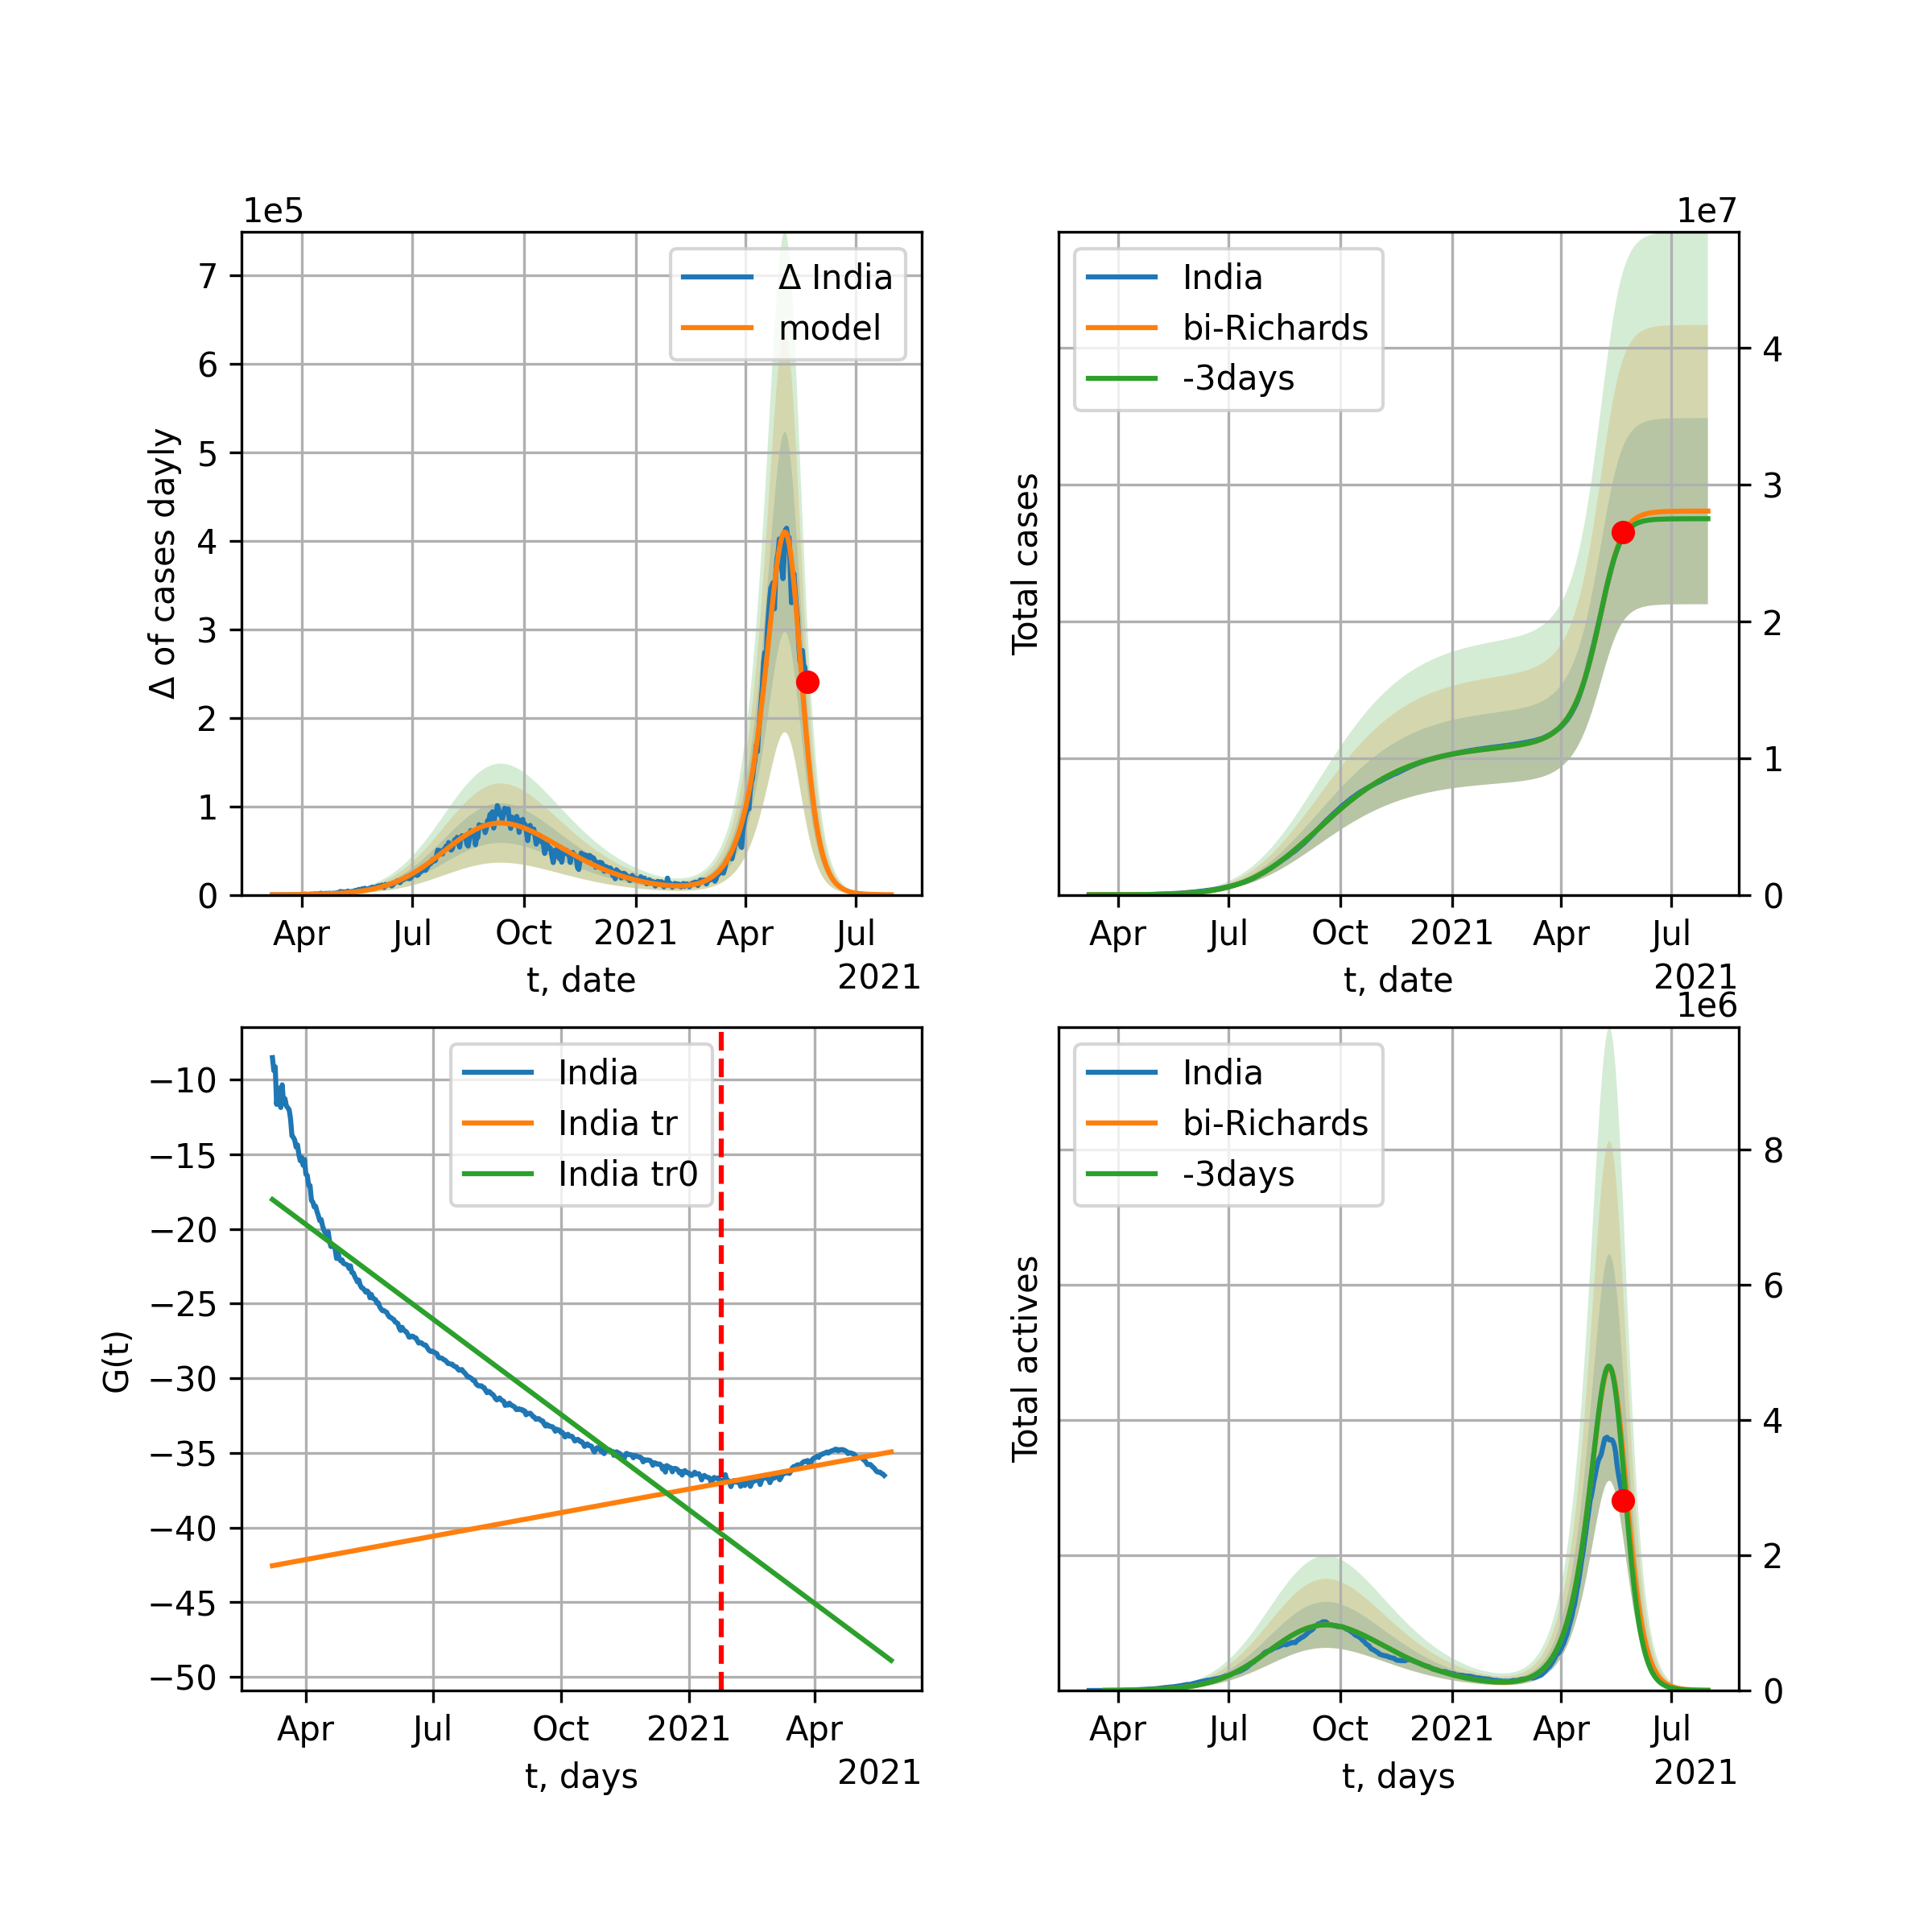 1e5
7
6
5
4
3
2
1
0
Δ of cases dayly
Δ India
model
Apr
Jul
Oct
2021
Apr
Jul
t, date
2021
1e7
4
3
2
1
0
Total cases
India
bi-Richards
-3days
Apr
Jul
Oct
2021
Apr
Jul
t, date
2021
−10
−15
−20
−25
−30
−35
−40
−45
−50
G(t)
India
India tr
India tr0
Apr
Jul
Oct
2021
Apr
t, days
2021
1e6
8
6
4
2
0
Total actives
India
bi-Richards
-3days
Apr
Jul
Oct
2021
Apr
Jul
t, days
2021